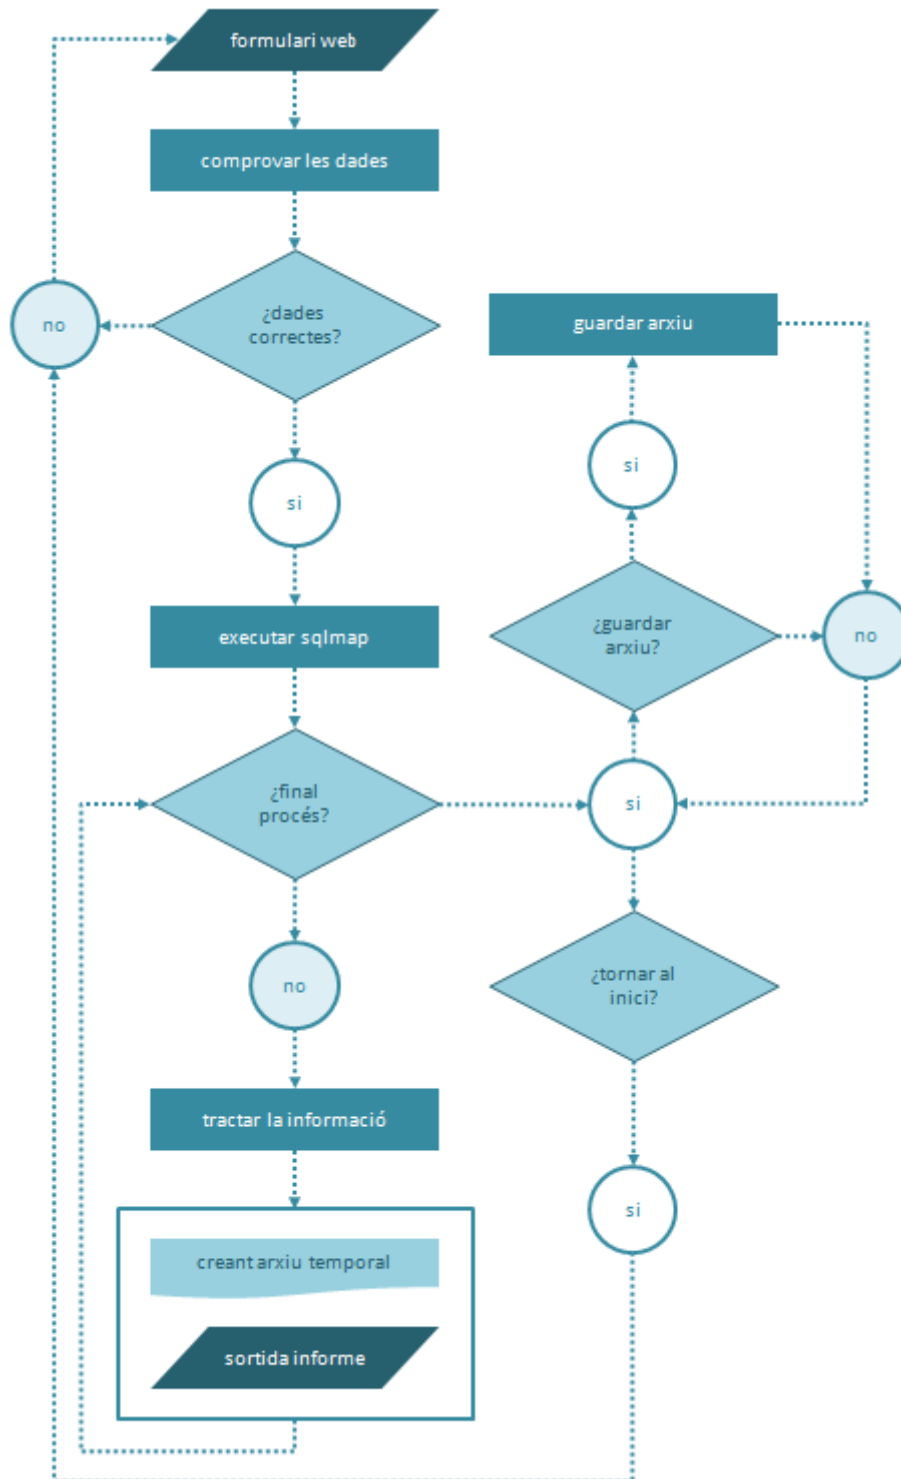 formulari web
comprovar les dades
¿dades
correctes?
no
si
executar sqlmap
¿final
procés?
no
tractar la informació
creant arxiu temporal
sortida informe
guardar arxiu
si
¿guardar
arxiu?
no
si
¿tornar al
inici?
si